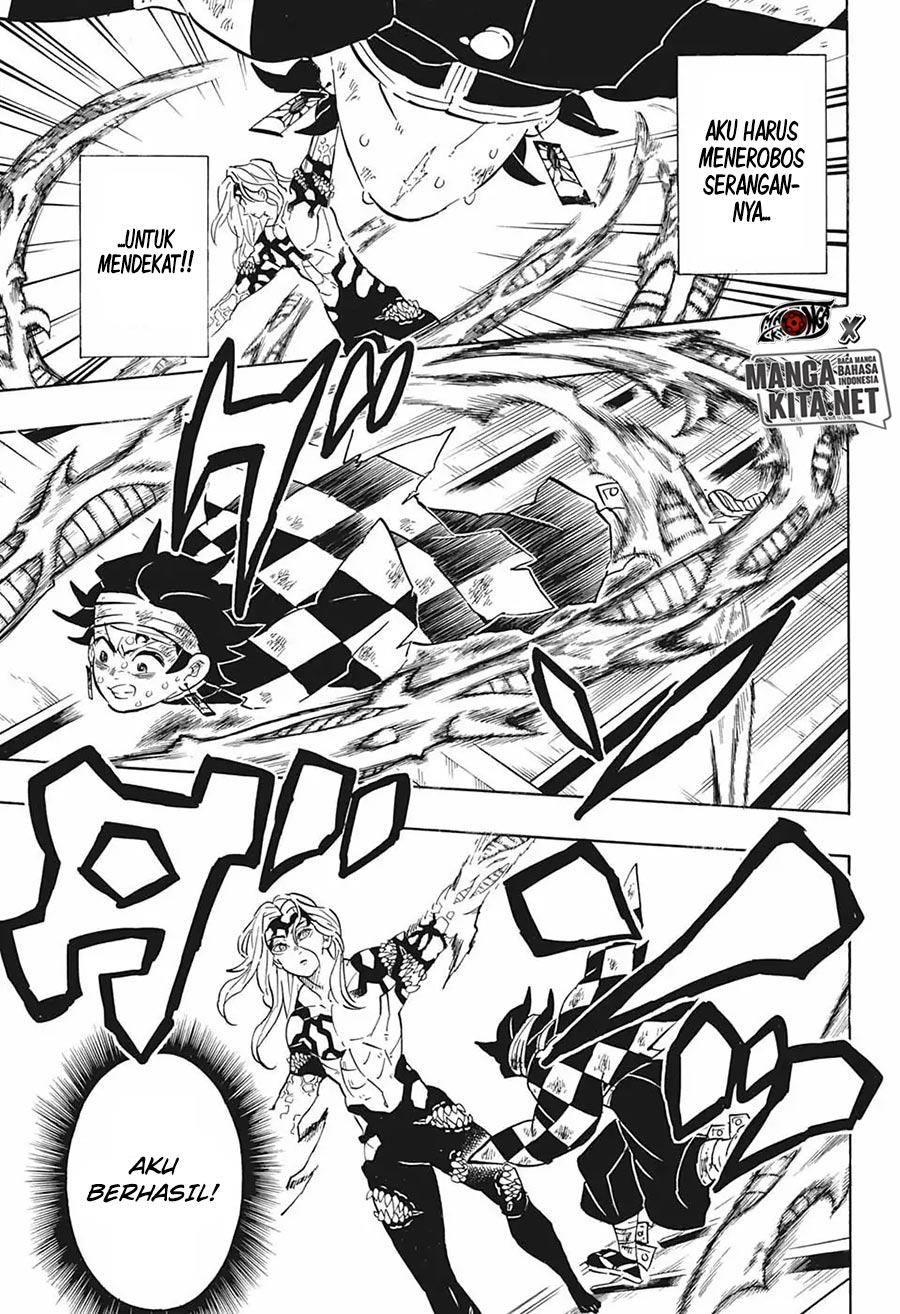 AKU HARUS
MENEROBOS
SERANGAN-
NYA...
...UNTUK
MENDEKAT!!
X
MANGA
BACA MANGA
BAHASA
INDONESIA
KITA.NET
AKU
BERHASIL!